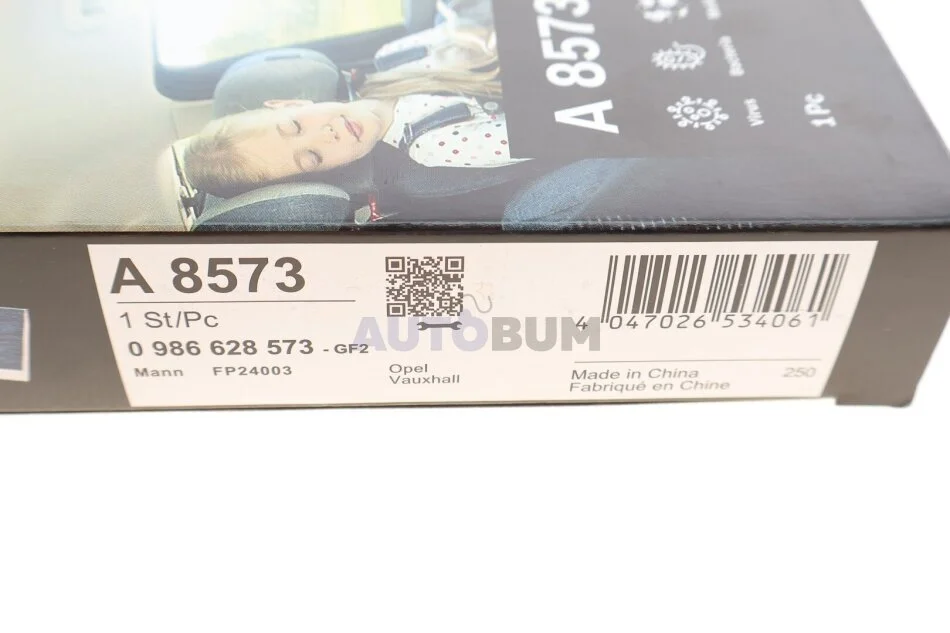 A 8573
Bacteria
Virus
1 Pc
A 8573
1 St/Pc
0 986 628 573 - GF2
Mann FP24003
Opel
Vauxhall
4 047026 534061
Made in China
Fabriqué en Chine
250
AUTOBUM